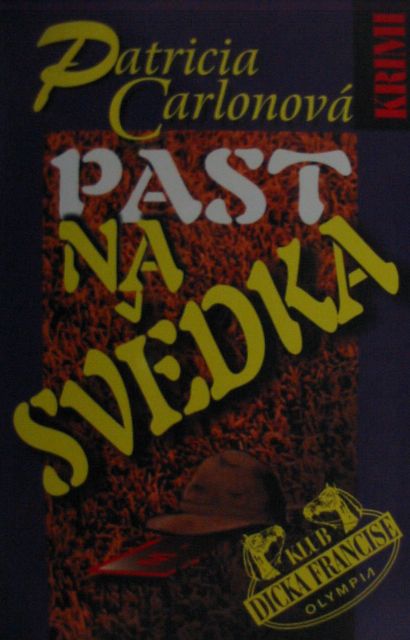 Patricia
Carlonová
KRIMI
PAST
NA
SVĚDKA
KLUB
DICKA FRANCISE
OLYMPIA